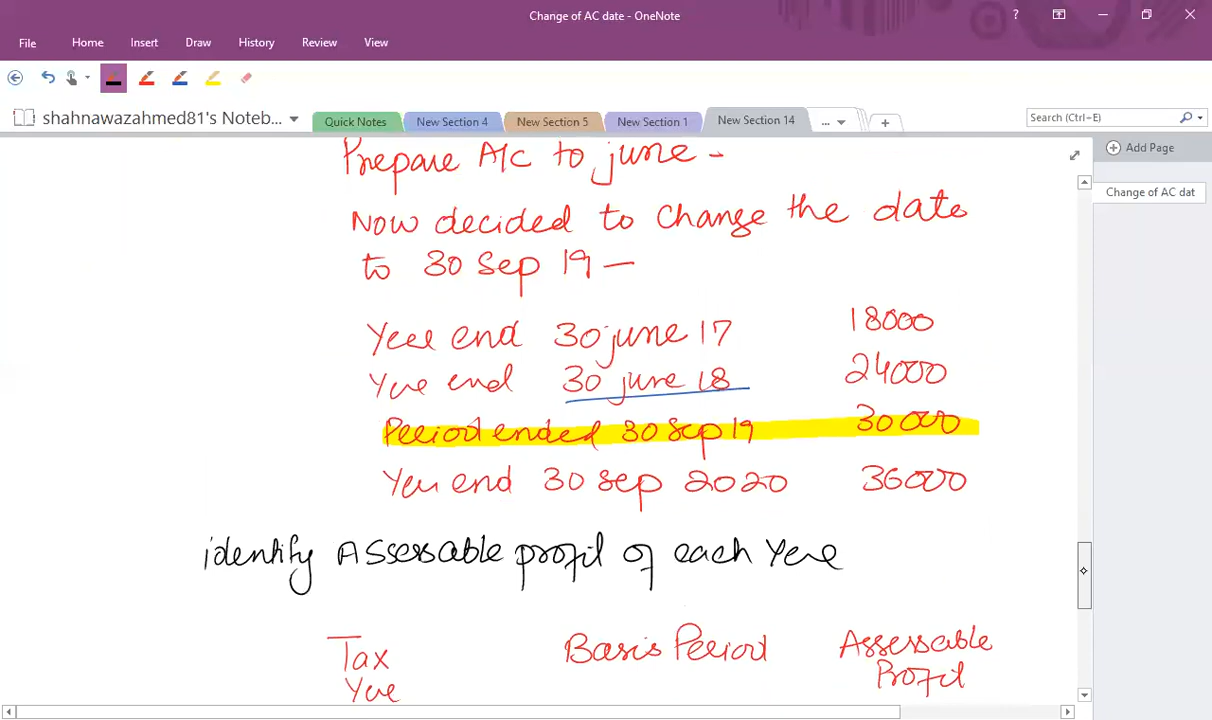 Change of AC date - OneNote
?
File Home Insert Draw History Review View
shahnawazahmed81's Noteb... Quick Notes New Section 4 New Section 5 New Section 1 New Section 14 ... + Search (Ctrl+E)
Add Page
Change of AC dat
Prepare A/C to june -
Now decided to change the date
to 30 Sep 19 —
Year end 30 june 17 18000
Year end 30 june 18 24000
Period ended 30 Sep 19 30000
Year end 30 Sep 2020 36000
identify Assessable profit of each Year
Tax Basis Period Assessable
Year Profit